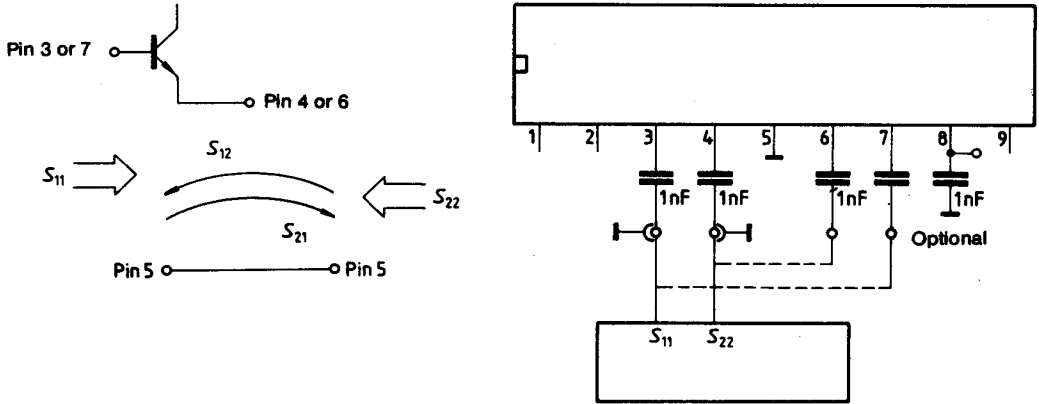 Pin 3 or 7
Pin 4 or 6
S12
S11
S22
S21
Pin 5
Pin 5
1 2 3 4 5 6 7 8 9
1nF 1nF 1nF 1nF
Optional
S11 S22